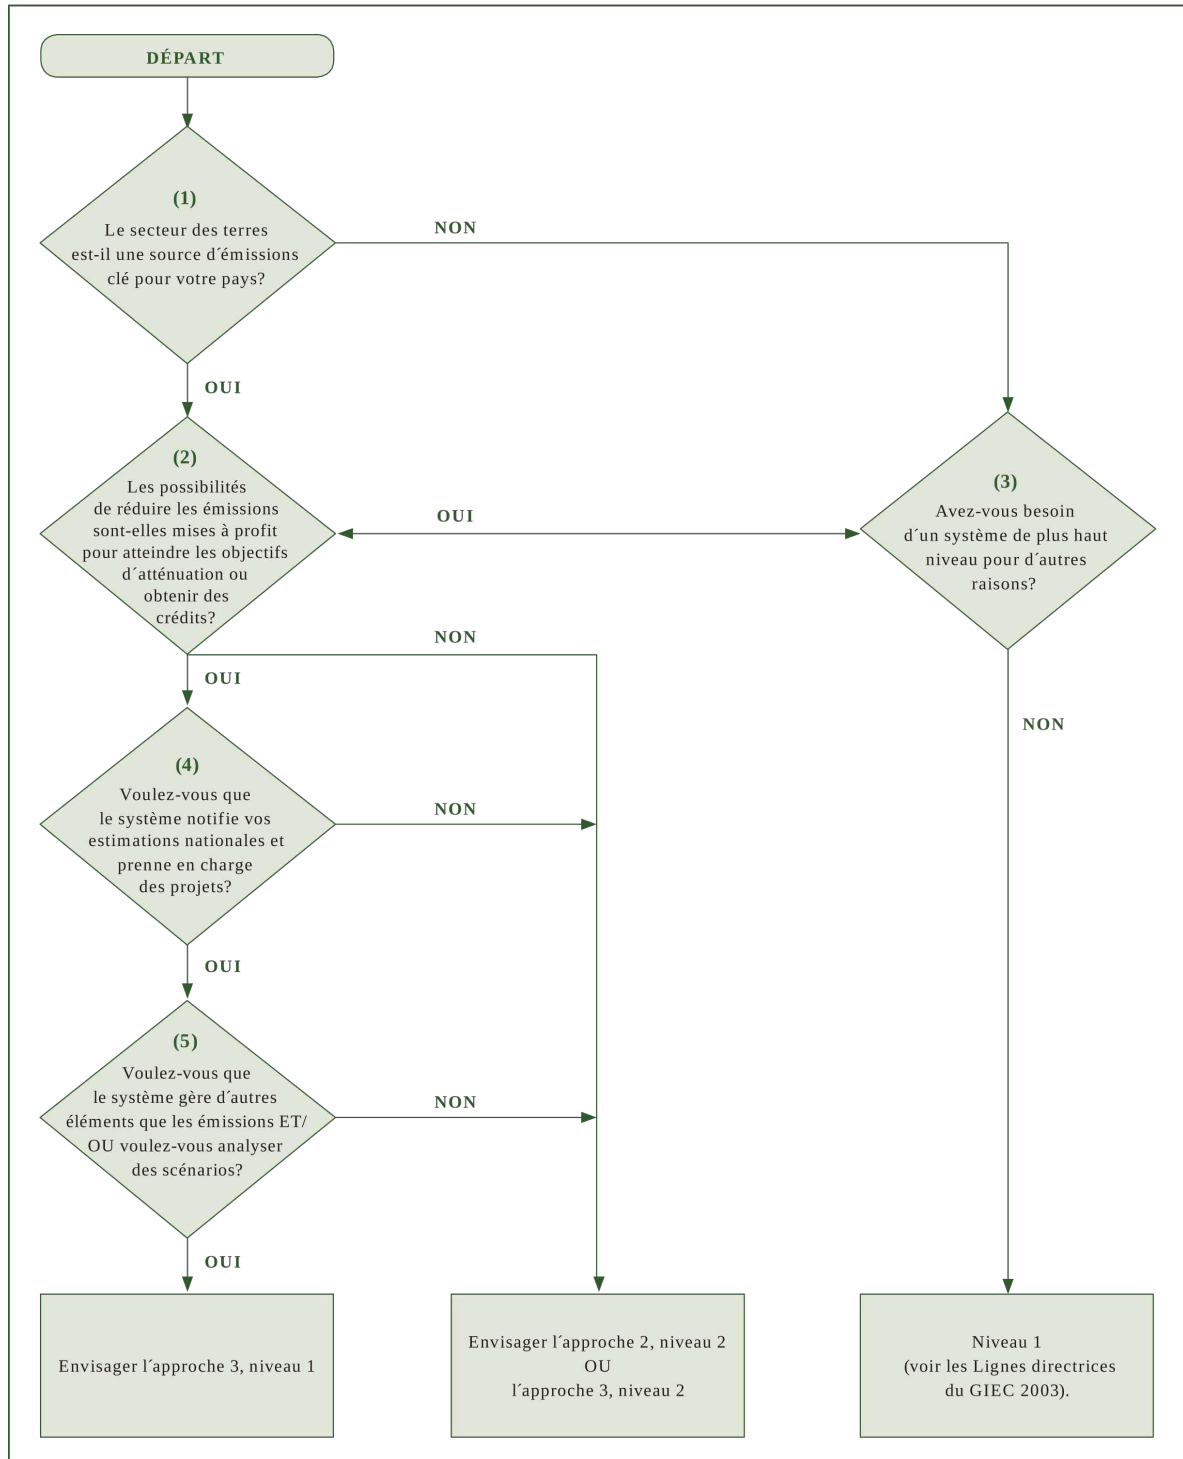 DÉPART
(1)
Le secteur des terres
est-il une source d´émissions
clé pour votre pays?
NON
OUI
(2)
Les possibilités
de réduire les émissions
sont-elles mises à profit
pour atteindre les objectifs
d´atténuation ou
obtenir des
crédits?
OUI
(3)
Avez-vous besoin
d´un système de plus haut
niveau pour d´autres
raisons?
NON
OUI
NON
(4)
Voulez-vous que
le système notifie vos
estimations nationales et
prenne en charge
des projets?
NON
OUI
(5)
Voulez-vous que
le système gère d´autres
éléments que les émissions ET/
OU voulez-vous analyser
des scénarios?
NON
OUI
Envisager l´approche 3, niveau 1
Envisager l´approche 2, niveau 2
OU
l´approche 3, niveau 2
Niveau 1
(voir les Lignes directrices
du GIEC 2003).